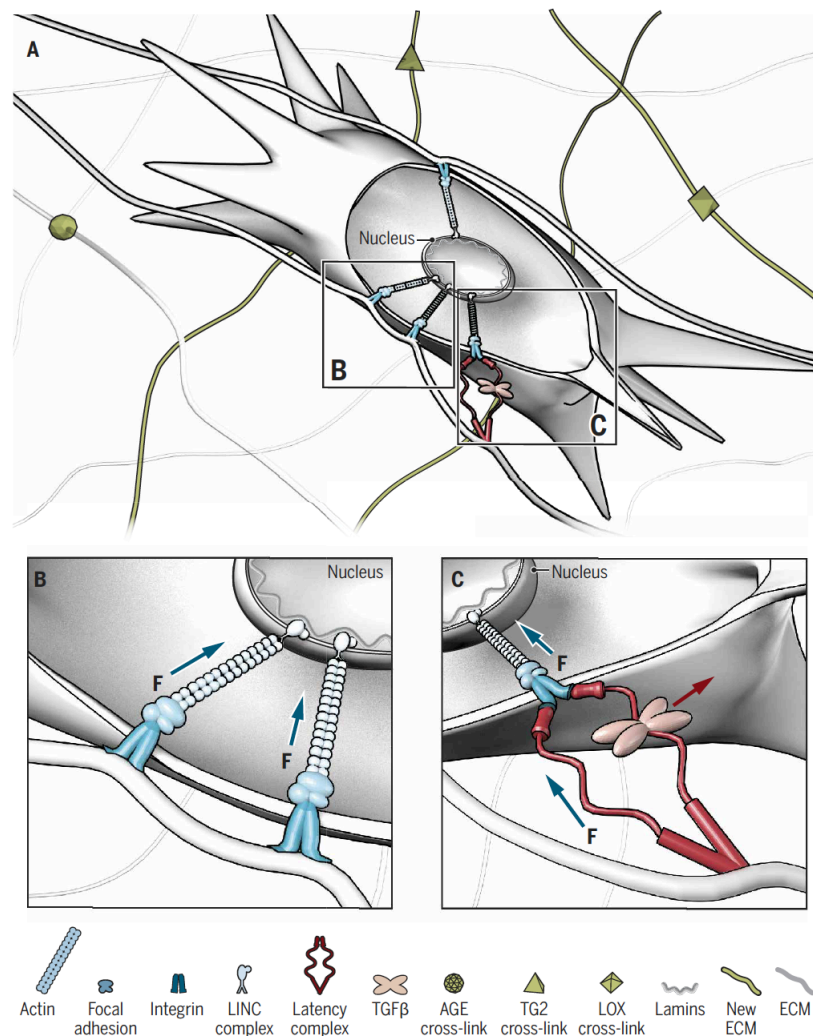 A
Nucleus
B
C
B
Nucleus
F
F
C
Nucleus
F
F
Actin
Focal
adhesion
Integrin
LINC
complex
Latency
complex
TGFβ
AGE
cross-link
TG2
cross-link
LOX
cross-link
Lamins
New
ECM
ECM